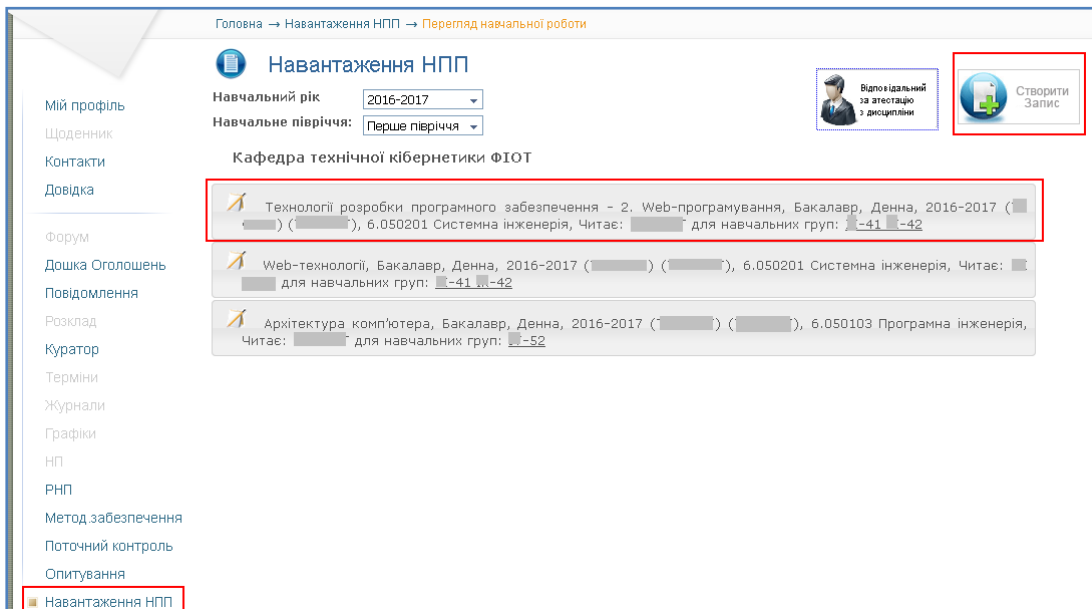 Головна → Навантаження НПП → Перегляд навчальної роботи
Навантаження НПП
Навчальний рік 2016-2017
Навчальне півріччя: Перше півріччя
Відповідальний
за атестацію
з дисципліни
Створити
Запис
Кафедра технічної кібернетики ФІОТ
Технології розробки програмного забезпечення - 2. Web-програмування, Бакалавр, Денна, 2016-2017 (
) ( ), 6.050201 Системна інженерія, Читає: для навчальних груп: -41 -42
Web-технології, Бакалавр, Денна, 2016-2017 ( ) ( ), 6.050201 Системна інженерія, Читає:
для навчальних груп: -41 -42
Архітектура комп'ютера, Бакалавр, Денна, 2016-2017 ( ) ( ), 6.050103 Програмна інженерія,
Читає: для навчальних груп: -52
Мій профіль
Щоденник
Контакти
Довідка
Форум
Дошка Оголошень
Повідомлення
Розклад
Куратор
Терміни
Журнали
Графіки
НП
РНП
Метод.забезпечення
Поточний контроль
Опитування
Навантаження НПП